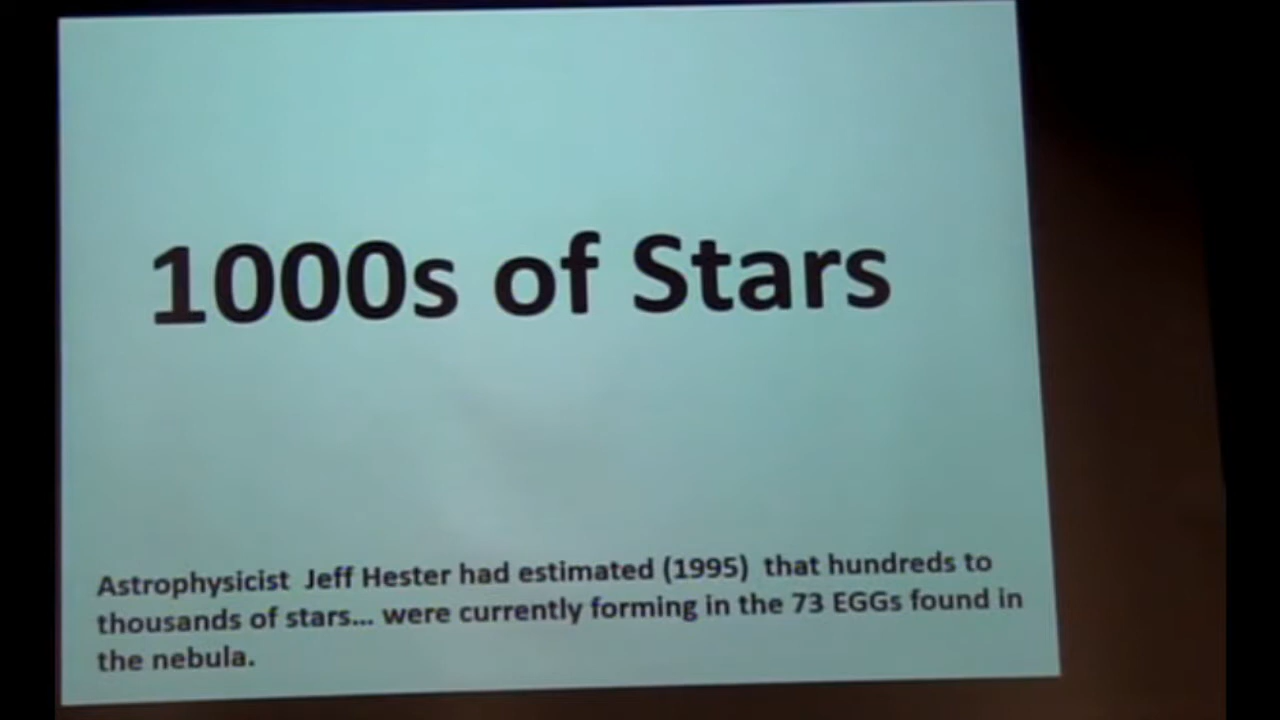 1000s of Stars
Astrophysicist Jeff Hester had estimated (1995) that hundreds to
thousands of stars... were currently forming in the 73 EGGs found in
the nebula.